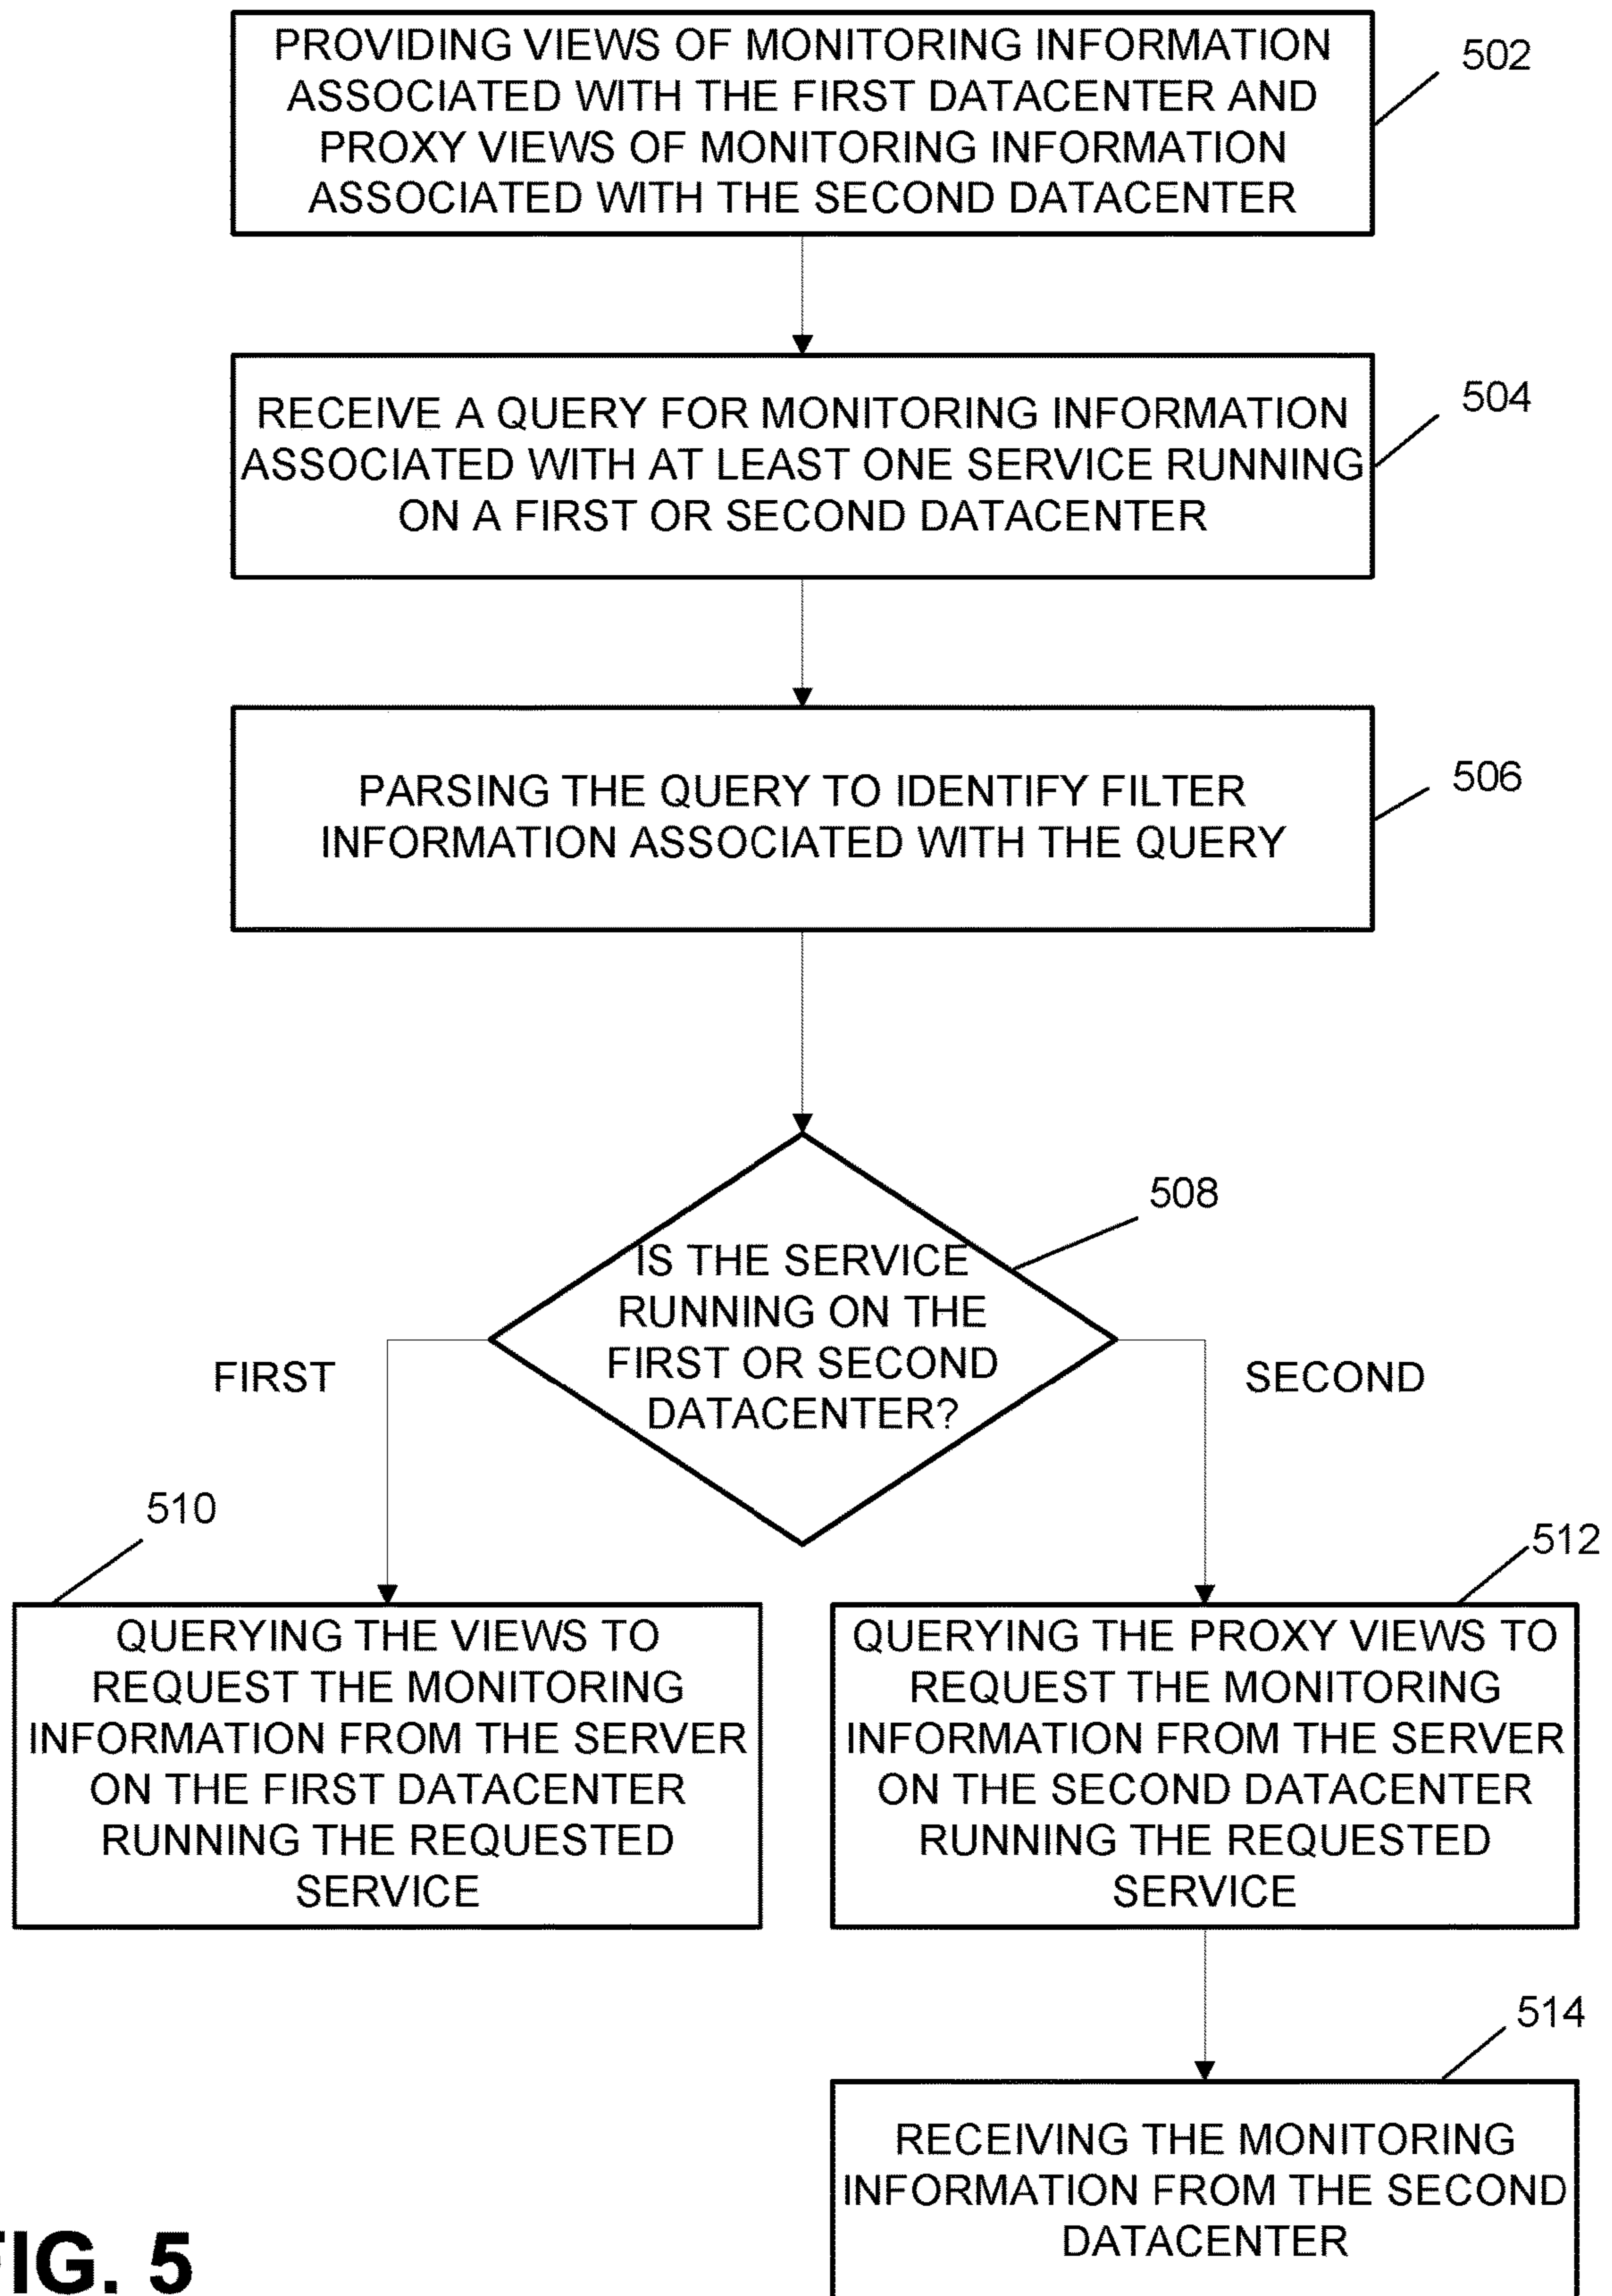 PROVIDING VIEWS OF MONITORING INFORMATION
ASSOCIATED WITH THE FIRST DATACENTER AND
PROXY VIEWS OF MONITORING INFORMATION
ASSOCIATED WITH THE SECOND DATACENTER
502
RECEIVE A QUERY FOR MONITORING INFORMATION
ASSOCIATED WITH AT LEAST ONE SERVICE RUNNING
ON A FIRST OR SECOND DATACENTER
504
PARSING THE QUERY TO IDENTIFY FILTER
INFORMATION ASSOCIATED WITH THE QUERY
506
IS THE SERVICE
RUNNING ON THE
FIRST OR SECOND
DATACENTER?
508
FIRST
SECOND
510
QUERYING THE VIEWS TO
REQUEST THE MONITORING
INFORMATION FROM THE SERVER
ON THE FIRST DATACENTER
RUNNING THE REQUESTED
SERVICE
512
QUERYING THE PROXY VIEWS TO
REQUEST THE MONITORING
INFORMATION FROM THE SERVER
ON THE SECOND DATACENTER
RUNNING THE REQUESTED
SERVICE
514
RECEIVING THE MONITORING
INFORMATION FROM THE SECOND
DATACENTER
FIG. 5